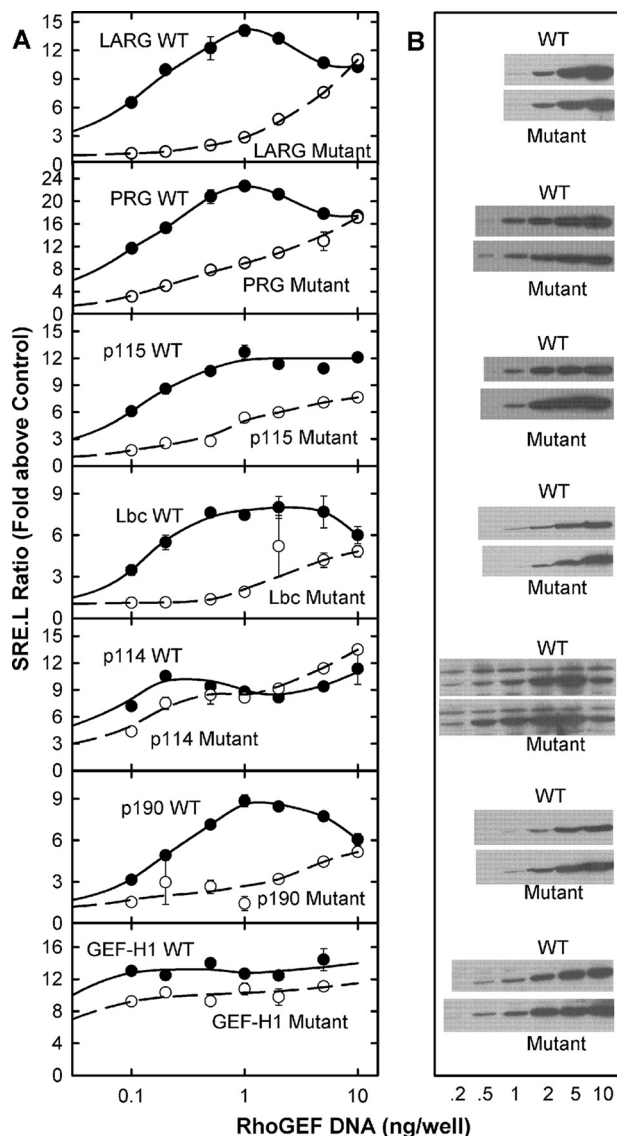 A
15
12
9
6
3
0
LARG WT
LARG Mutant
24
20
16
12
8
4
0
PRG WT
PRG Mutant
15
12
9
6
3
0
p115 WT
p115 Mutant
9
6
3
0
Lbc WT
Lbc Mutant
15
12
9
6
3
0
p114 WT
p114 Mutant
9
6
3
0
p190 WT
p190 Mutant
16
12
8
4
0
GEF-H1 WT
GEF-H1 Mutant
0.1
1
10
RhoGEF DNA (ng/well)
SRE.L Ratio (Fold above Control)
B
WT
Mutant
WT
Mutant
WT
Mutant
WT
Mutant
WT
Mutant
WT
Mutant
WT
Mutant
.2 .5 1 2 5 10